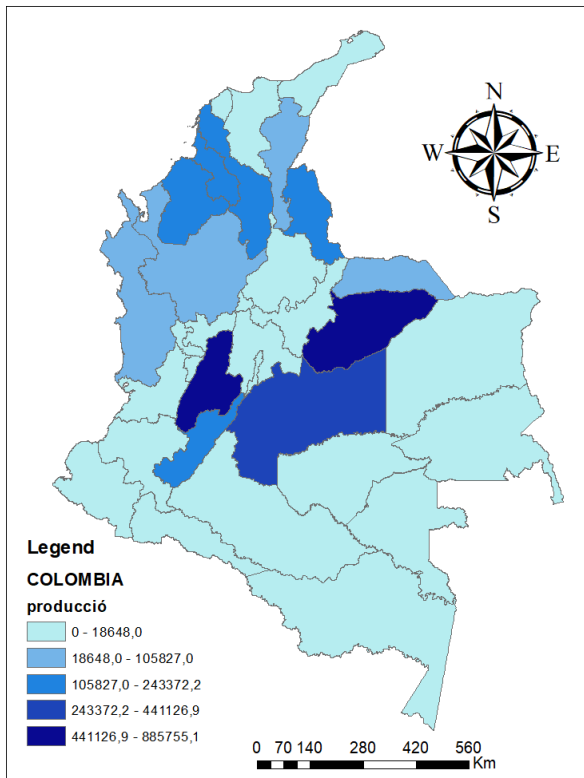 N
W E
S
Legend
COLOMBIA
producció
0 - 18648,0
18648,0 - 105827,0
105827,0 - 243372,2
243372,2 - 441126,9
441126,9 - 885755,1
0 70 140 280 420 560
Km